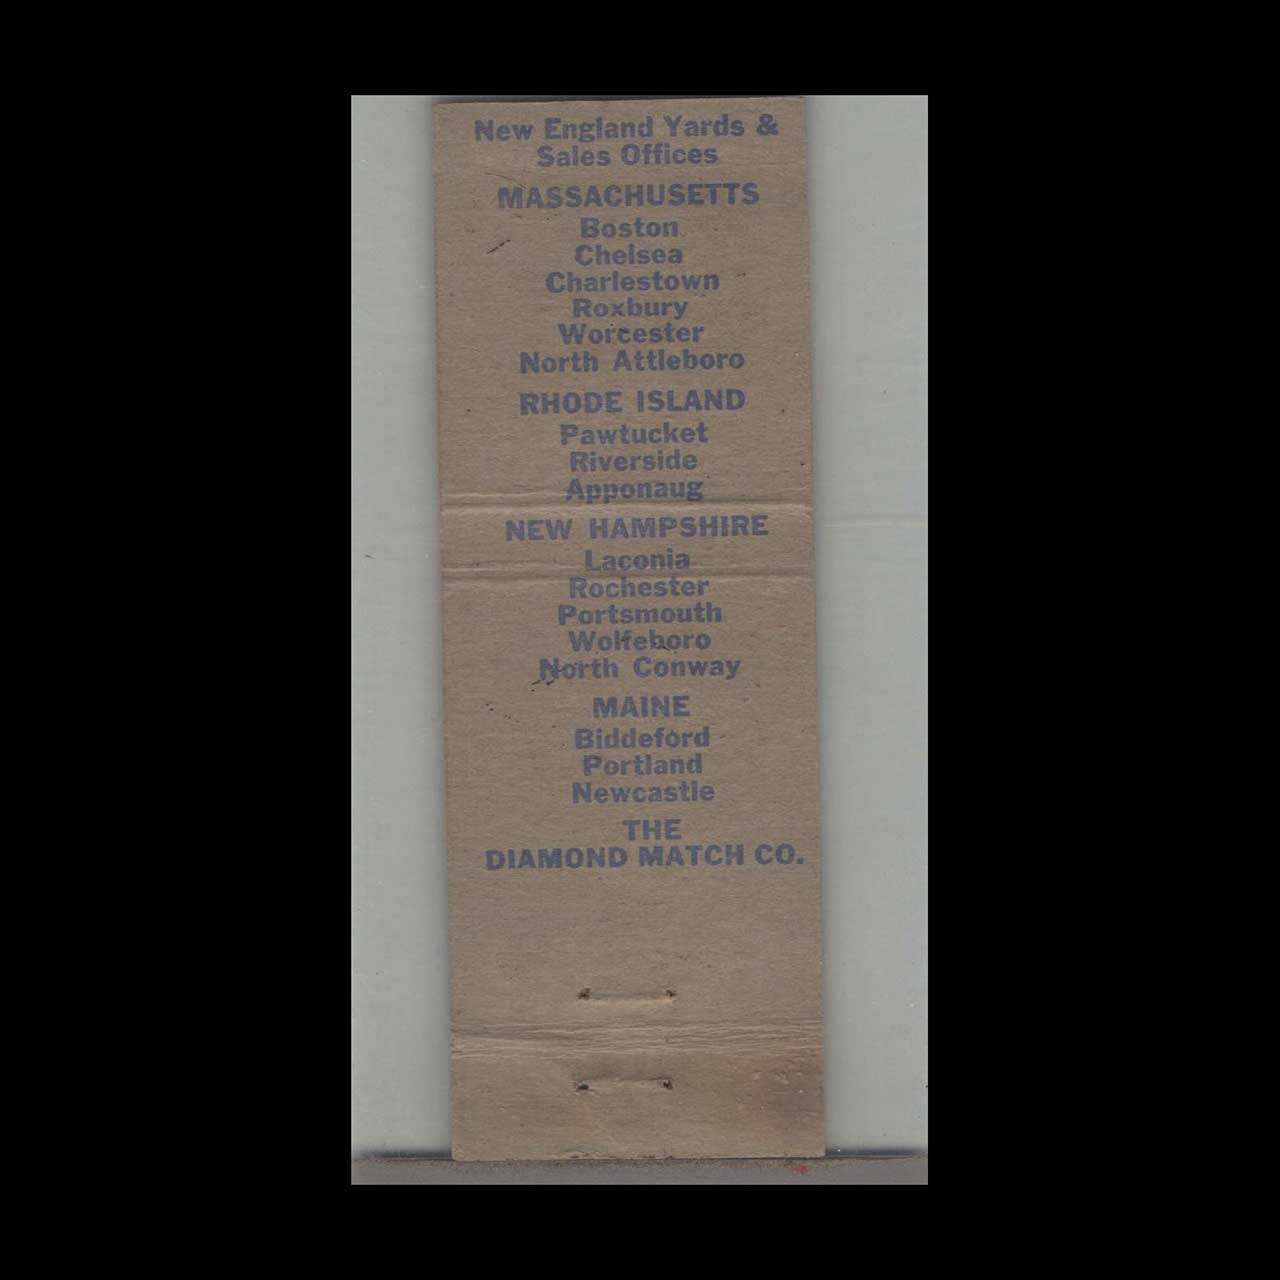 New England Yards &
Sales Offices
MASSACHUSETTS
Boston
Chelsea
Charlestown
Roxbury
Worcester
North Attleboro
RHODE ISLAND
Pawtucket
Riverside
Apponaug
NEW HAMPSHIRE
Laconia
Rochester
Portsmouth
Wolfeboro
North Conway
MAINE
Biddeford
Portland
Newcastle
THE
DIAMOND MATCH CO.